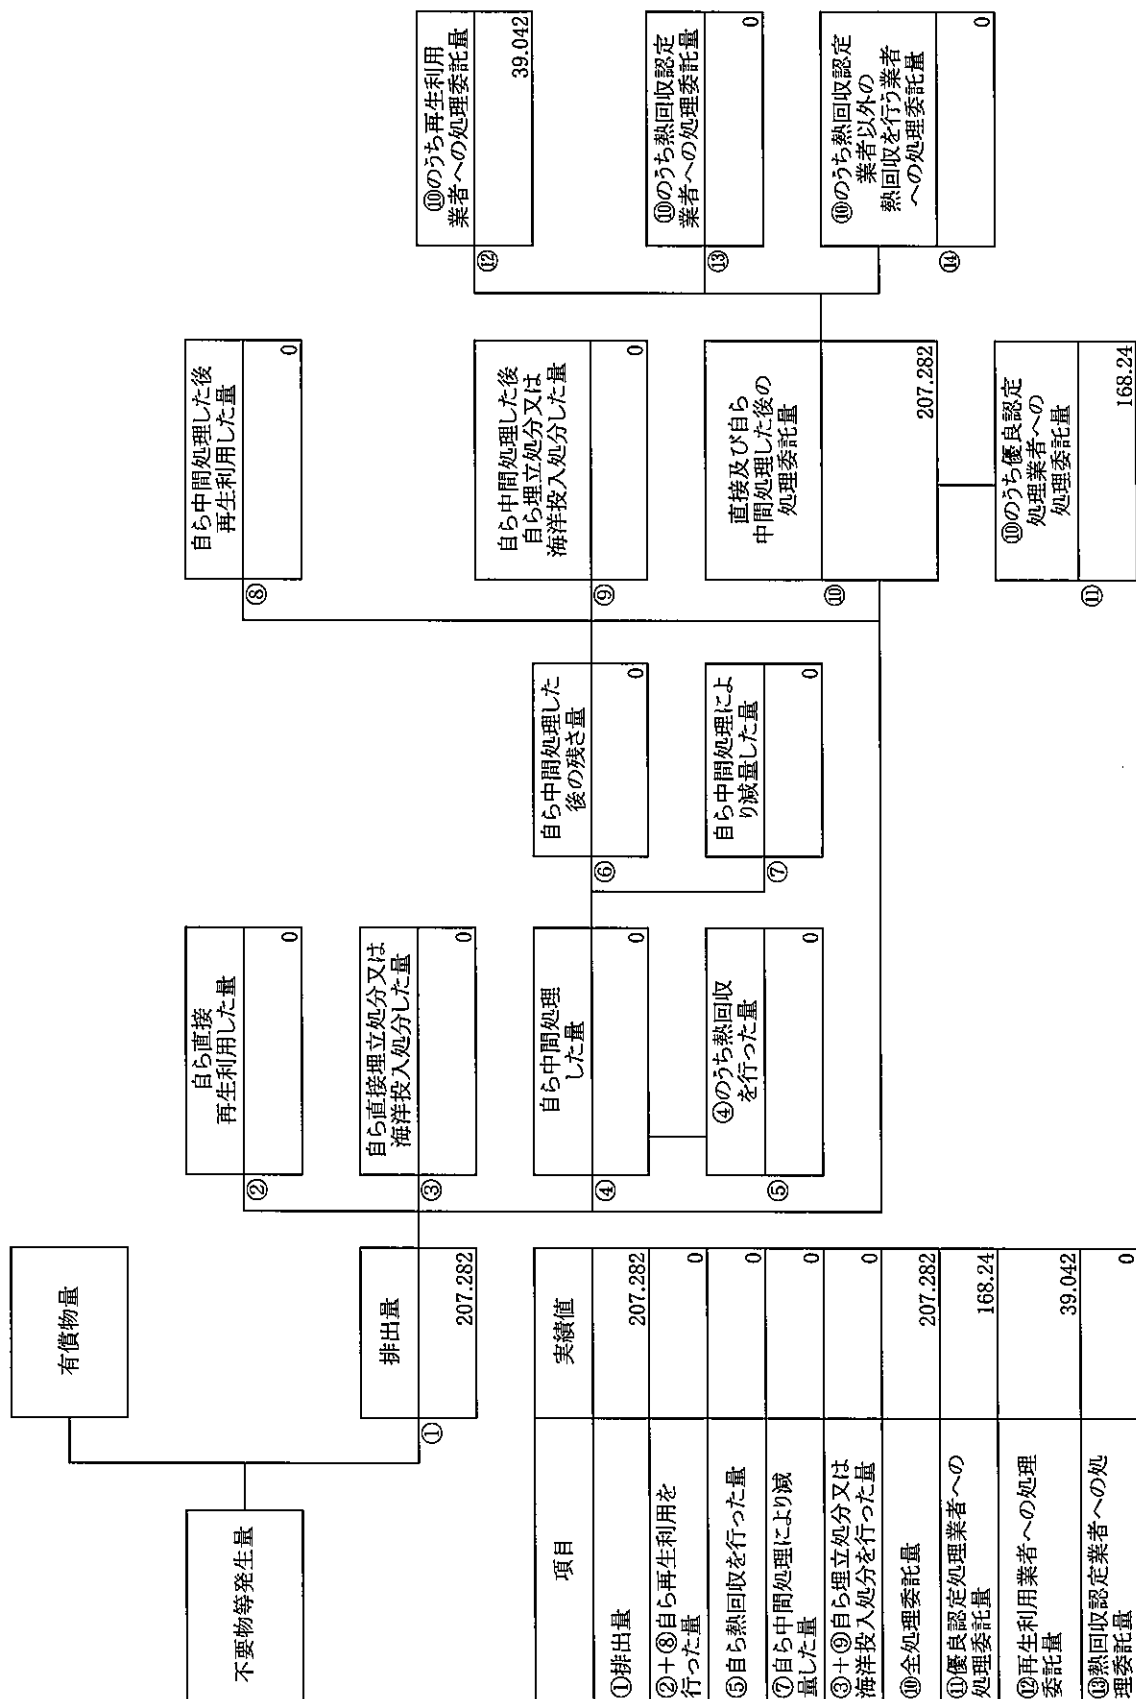 有償物量
不要物等発生量
排出量
① 207.282
自ら直接
再生利用した量
② 0
自ら直接埋立処分又は
海洋投入処分した量
③ 0
自ら中間処理
した量
④ 0
④のうち熱回収
を行った量
⑤ 0
自ら中間処理した
後の残さ量
⑥ 0
自ら中間処理によ
り減量した量
⑦ 0
自ら中間処理した後
再生利用した量
⑧ 0
自ら中間処理した後
自ら埋立処分又は
海洋投入処分した量
⑨ 0
直接及び自ら
中間処理した後の
処理委託量
⑩ 207.282
⑩のうち優良認定
処理業者への
処理委託量
⑪ 168.24
⑩のうち再生利用
業者への処理委託量
⑫ 39.042
⑩のうち熱回収認定
業者への処理委託量
⑬ 0
⑩のうち熱回収認定
業者以外の
熱回収を行う業者
への処理委託量
⑭ 0
項目 実績値
①排出量 207.282
②+⑧自ら再生利用を
行った量 0
⑤自ら熱回収を行った量 0
⑦自ら中間処理により減
量した量 0
③+⑨自ら埋立処分又は
海洋投入処分を行った量 0
⑩全処理委託量 207.282
⑪優良認定処理業者への
処理委託量 168.24
⑫再生利用業者への処理
委託量 39.042
⑬熱回収認定業者への処
理委託量 0